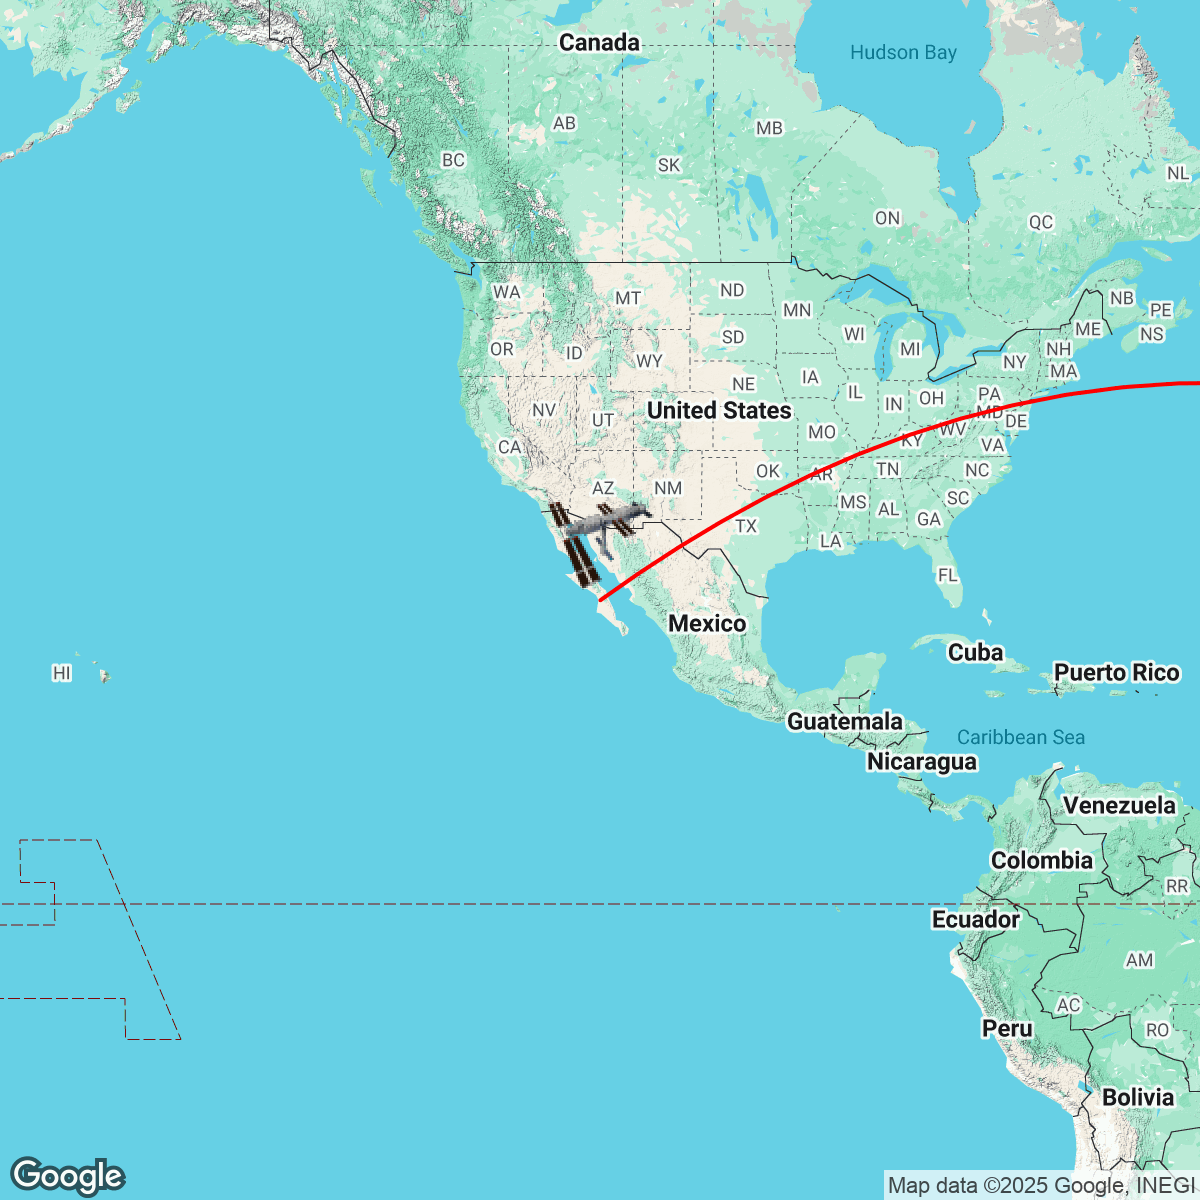 Canada
Hudson Bay
AB
MB
BC
SK
NL
ON
QC
WA
MT
ND
MN
NB
PE
OR
ID
WY
SD
WI
MI
NY
NH
ME
NS
MA
NV
UT
NE
IA
IL
IN
OH
PA
MD
DE
United States
CA
MO
KY
WV
VA
AZ
NM
OK
AR
TN
NC
TX
MS
AL
GA
SC
LA
FL
Mexico
HI
Cuba
Puerto Rico
Guatemala
Caribbean Sea
Nicaragua
Venezuela
Colombia
RR
Ecuador
AM
AC
Peru
RO
Bolivia
Google
Map data ©2025 Google, INEGI